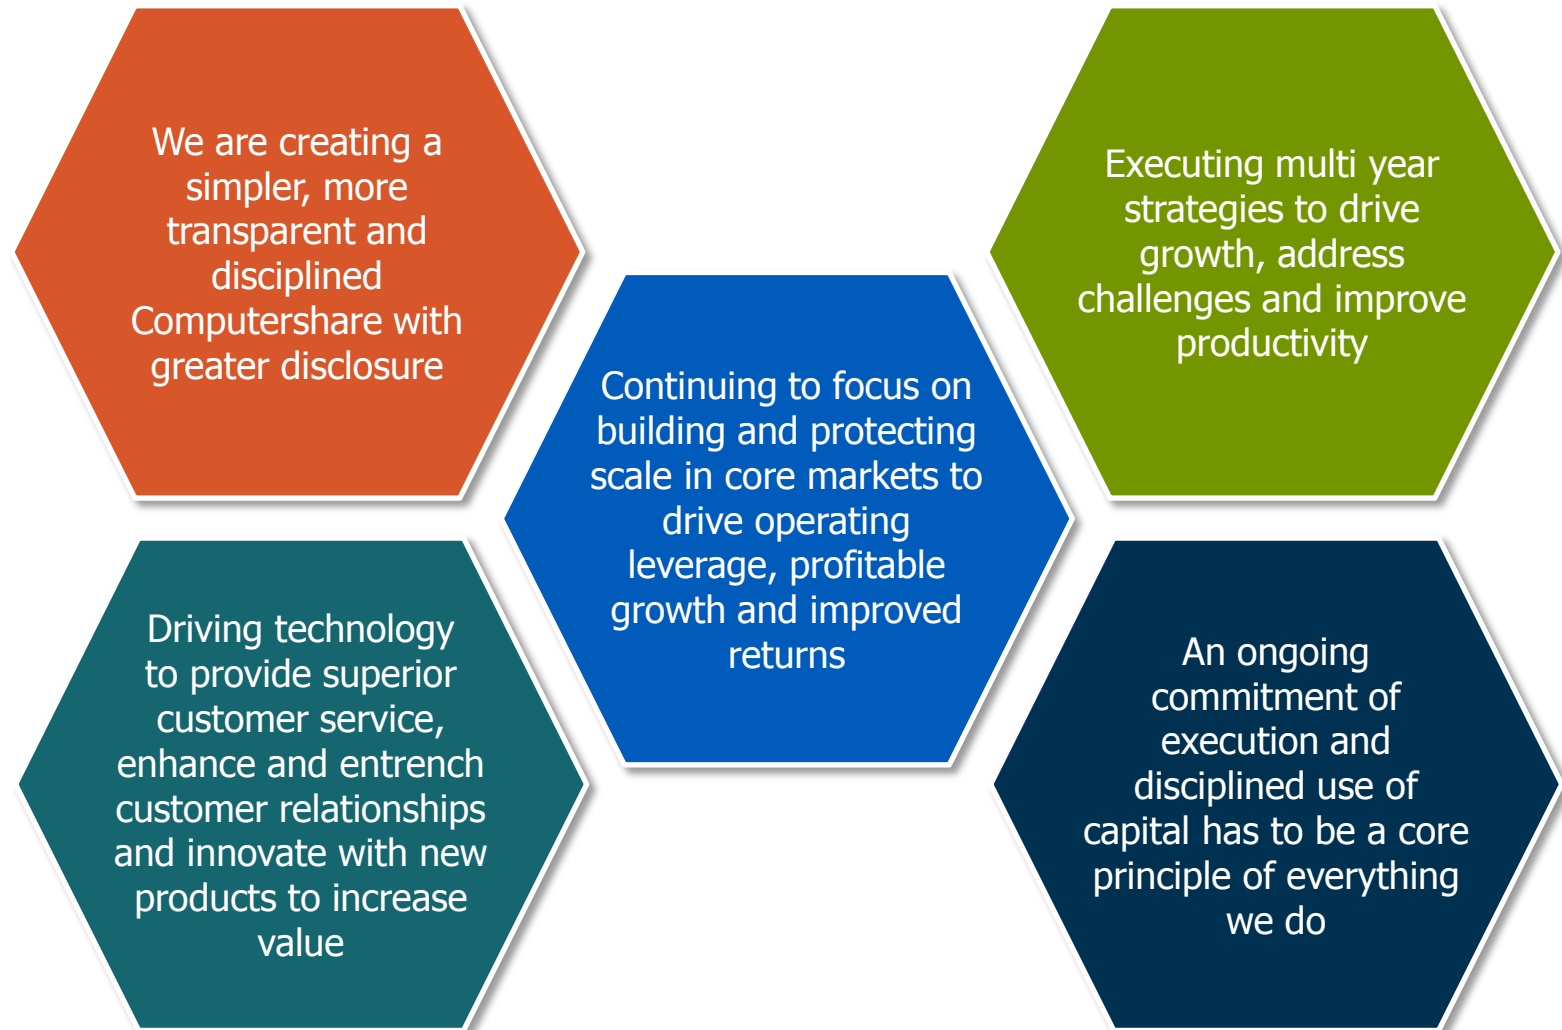 We are creating a
simpler, more
transparent and
disciplined
Computershare with
greater disclosure
Executing multi year
strategies to drive
growth, address
challenges and improve
productivity
Continuing to focus on
building and protecting
scale in core markets to
drive operating
leverage, profitable
growth and improved
returns
Driving technology
to provide superior
customer service,
enhance and entrench
customer relationships
and innovate with new
products to increase
value
An ongoing
commitment of
execution and
disciplined use of
capital has to be a core
principle of everything
we do